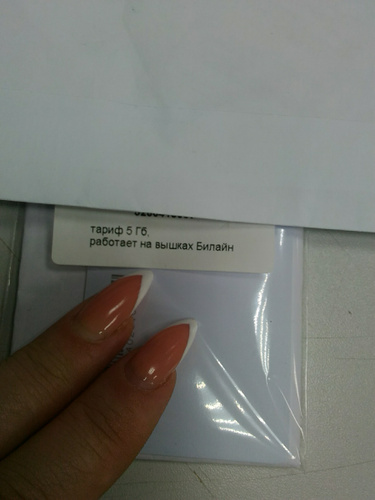 тариф 5 Гб,
работает на вышках Билайн